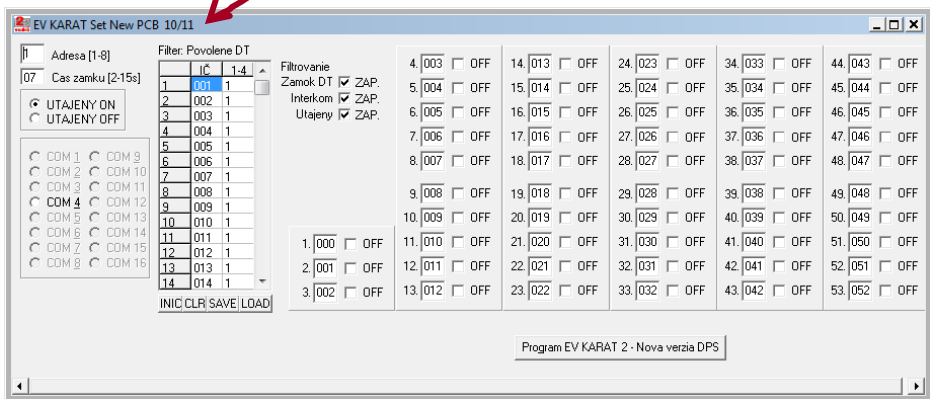 EV KARAT Set New PCB 10/11
1 Adresa [1-8]
07 Cas zamku [2-15s]
UTAJENY ON
UTAJENY OFF
COM 1 COM 9
COM 2 COM 10
COM 3 COM 11
COM 4 COM 12
COM 5 COM 13
COM 6 COM 14
COM 7 COM 15
COM 8 COM 16
Filter: Povolene DT
IČ 1-4
1 001 1
2 002 1
3 003 1
4 004 1
5 005 1
6 006 1
7 007 1
8 008 1
9 009 1
10 010 1
11 011 1
12 012 1
13 013 1
14 014 1
INIC CLR SAVE LOAD
Filtrovanie
Zamok DT ZAP.
Interkom ZAP.
Utajeny ZAP.
1. 000 OFF
2. 001 OFF
3. 002 OFF
4. 003 OFF
5. 004 OFF
6. 005 OFF
7. 006 OFF
8. 007 OFF
9. 008 OFF
10. 009 OFF
11. 010 OFF
12. 011 OFF
13. 012 OFF
14. 013 OFF
15. 014 OFF
16. 015 OFF
17. 016 OFF
18. 017 OFF
19. 018 OFF
20. 019 OFF
21. 020 OFF
22. 021 OFF
23. 022 OFF
24. 023 OFF
25. 024 OFF
26. 025 OFF
27. 026 OFF
28. 027 OFF
29. 028 OFF
30. 029 OFF
31. 030 OFF
32. 031 OFF
33. 032 OFF
34. 033 OFF
35. 034 OFF
36. 035 OFF
37. 036 OFF
38. 037 OFF
39. 038 OFF
40. 039 OFF
41. 040 OFF
42. 041 OFF
43. 042 OFF
44. 043 OFF
45. 044 OFF
46. 045 OFF
47. 046 OFF
48. 047 OFF
49. 048 OFF
50. 049 OFF
51. 050 OFF
52. 051 OFF
53. 052 OFF
Program EV KARAT 2 - Nova verzia DPS